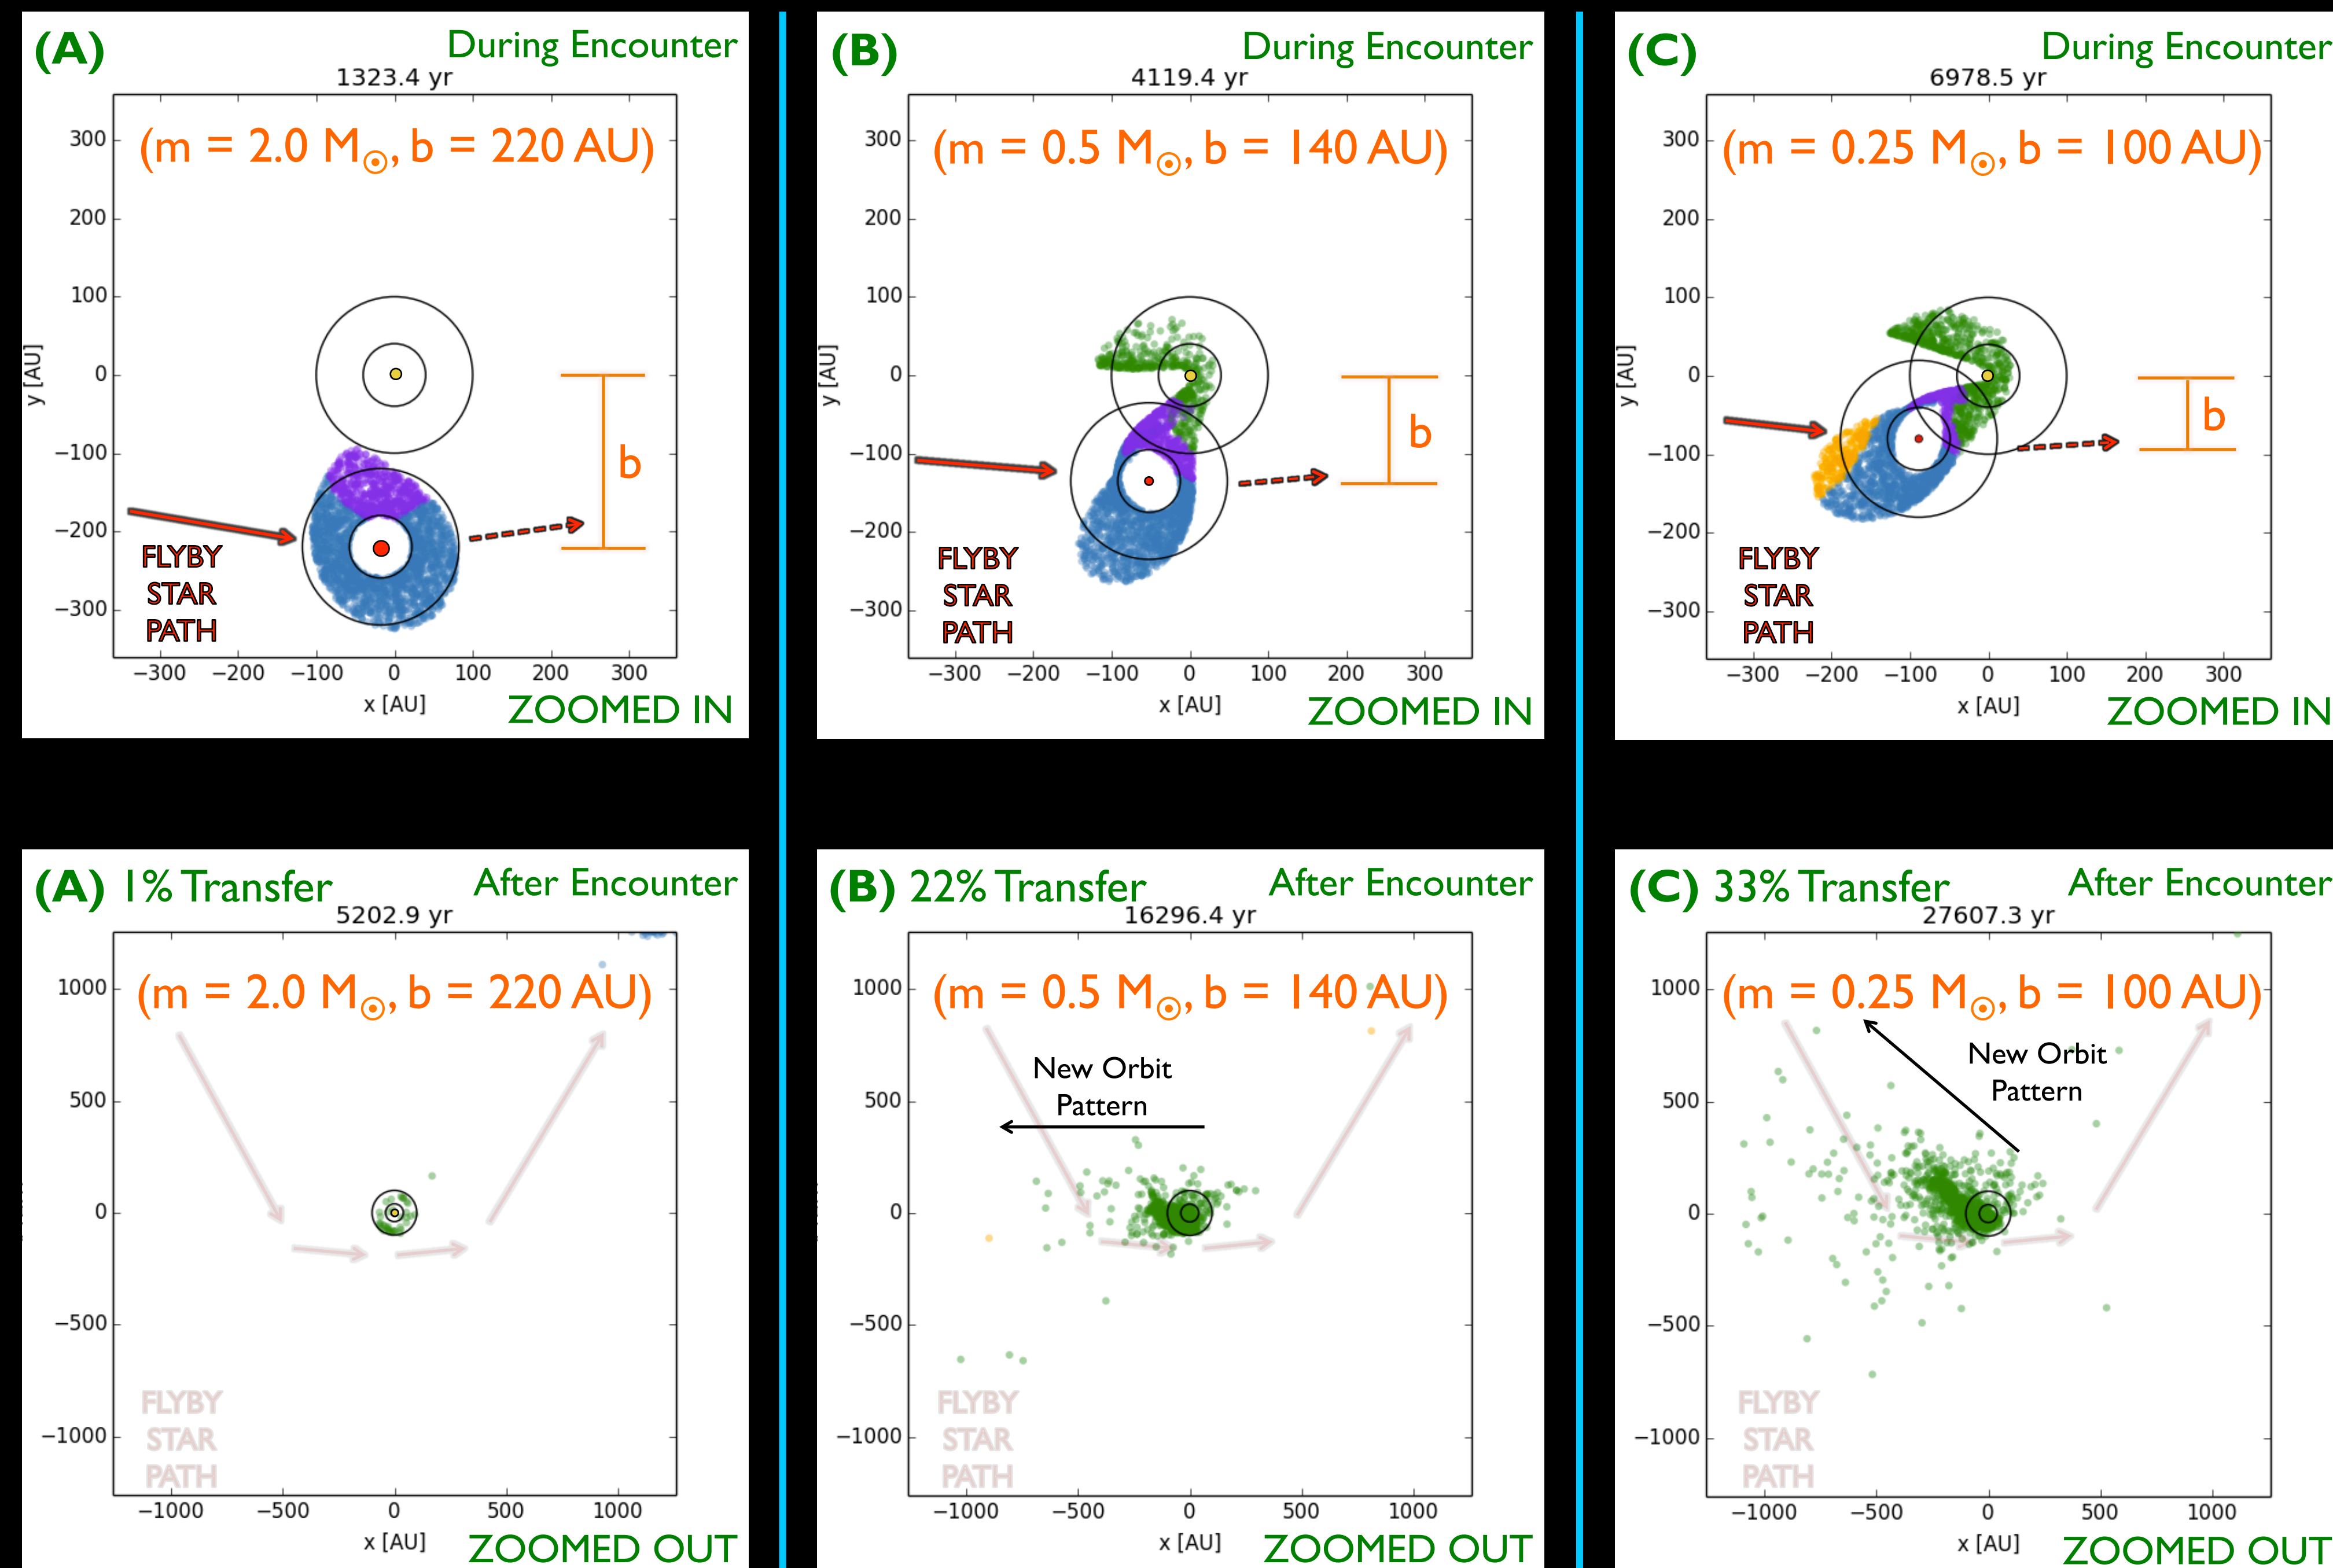 (A) During Encounter
1323.4 yr
(m = 2.0 M☉, b = 220 AU)
300
200
100
0
−100
−200
−300
y [AU]
b
FLYBY
STAR
PATH
−300 −200 −100 0 100 200 300
x [AU]
ZOOMED IN
(B) During Encounter
4119.4 yr
(m = 0.5 M☉, b = 140 AU)
300
200
100
0
−100
−200
−300
y [AU]
b
FLYBY
STAR
PATH
−300 −200 −100 0 100 200 300
x [AU]
ZOOMED IN
(C) During Encounter
6978.5 yr
(m = 0.25 M☉, b = 100 AU)
300
200
100
0
−100
−200
−300
y [AU]
b
FLYBY
STAR
PATH
−300 −200 −100 0 100 200 300
x [AU]
ZOOMED IN
(A) 1% Transfer After Encounter
5202.9 yr
(m = 2.0 M☉, b = 220 AU)
1000
500
0
−500
−1000
FLYBY
STAR
PATH
−1000 −500 0 500 1000
x [AU]
ZOOMED OUT
(B) 22% Transfer After Encounter
16296.4 yr
(m = 0.5 M☉, b = 140 AU)
New Orbit
Pattern
1000
500
0
−500
−1000
FLYBY
STAR
PATH
−1000 −500 0 500 1000
x [AU]
ZOOMED OUT
(C) 33% Transfer After Encounter
27607.3 yr
(m = 0.25 M☉, b = 100 AU)
New Orbit
Pattern
1000
500
0
−500
−1000
FLYBY
STAR
PATH
−1000 −500 0 500 1000
x [AU]
ZOOMED OUT